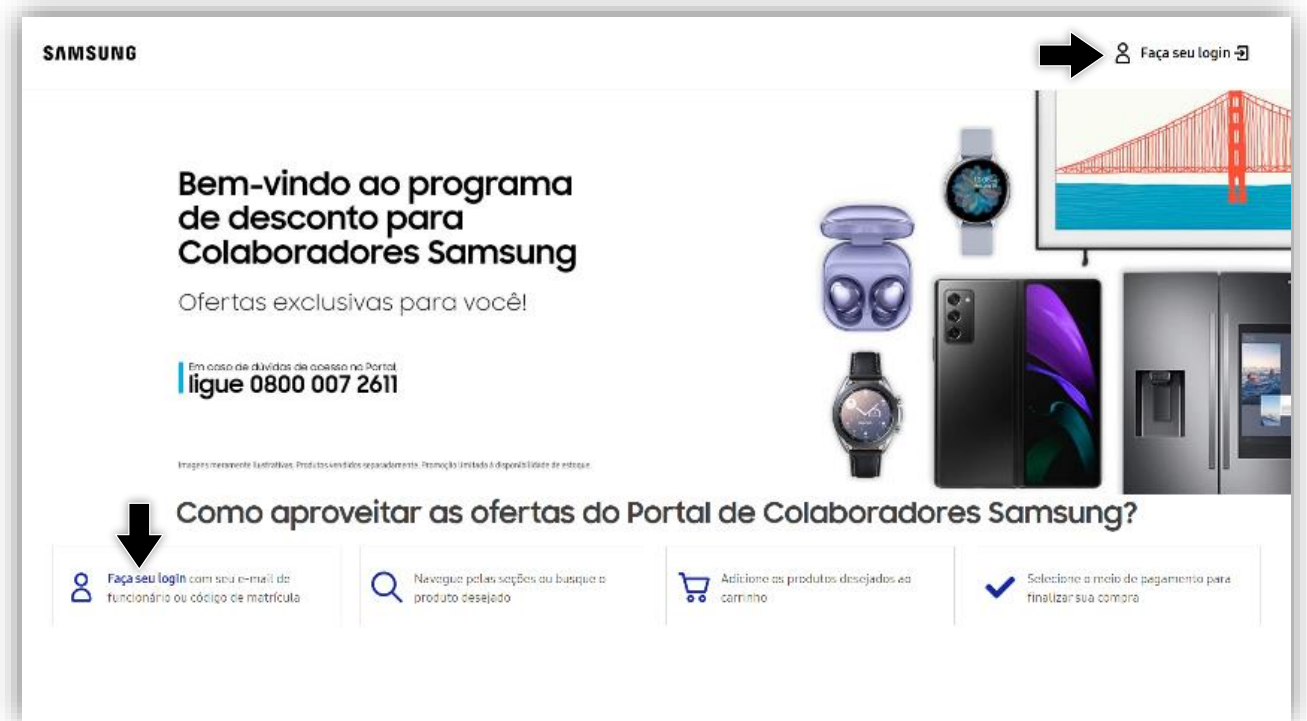 SAMSUNG
Faça seu login
Bem-vindo ao programa
de desconto para
Colaboradores Samsung
Ofertas exclusivas para você!
Em caso de dúvidas de acesso no Portal,
ligue 0800 007 2611
Imagens meramente ilustrativas. Produtos vendidos separadamente. Promoção limitada à disponibilidade de estoque.
Como aproveitar as ofertas do Portal de Colaboradores Samsung?
Faça seu login com seu e-mail de
funcionário ou código de matrícula
Navegue pelas seções ou busque o
produto desejado
Adicione os produtos desejados ao
carrinho
Selecione o meio de pagamento para
finalizar sua compra